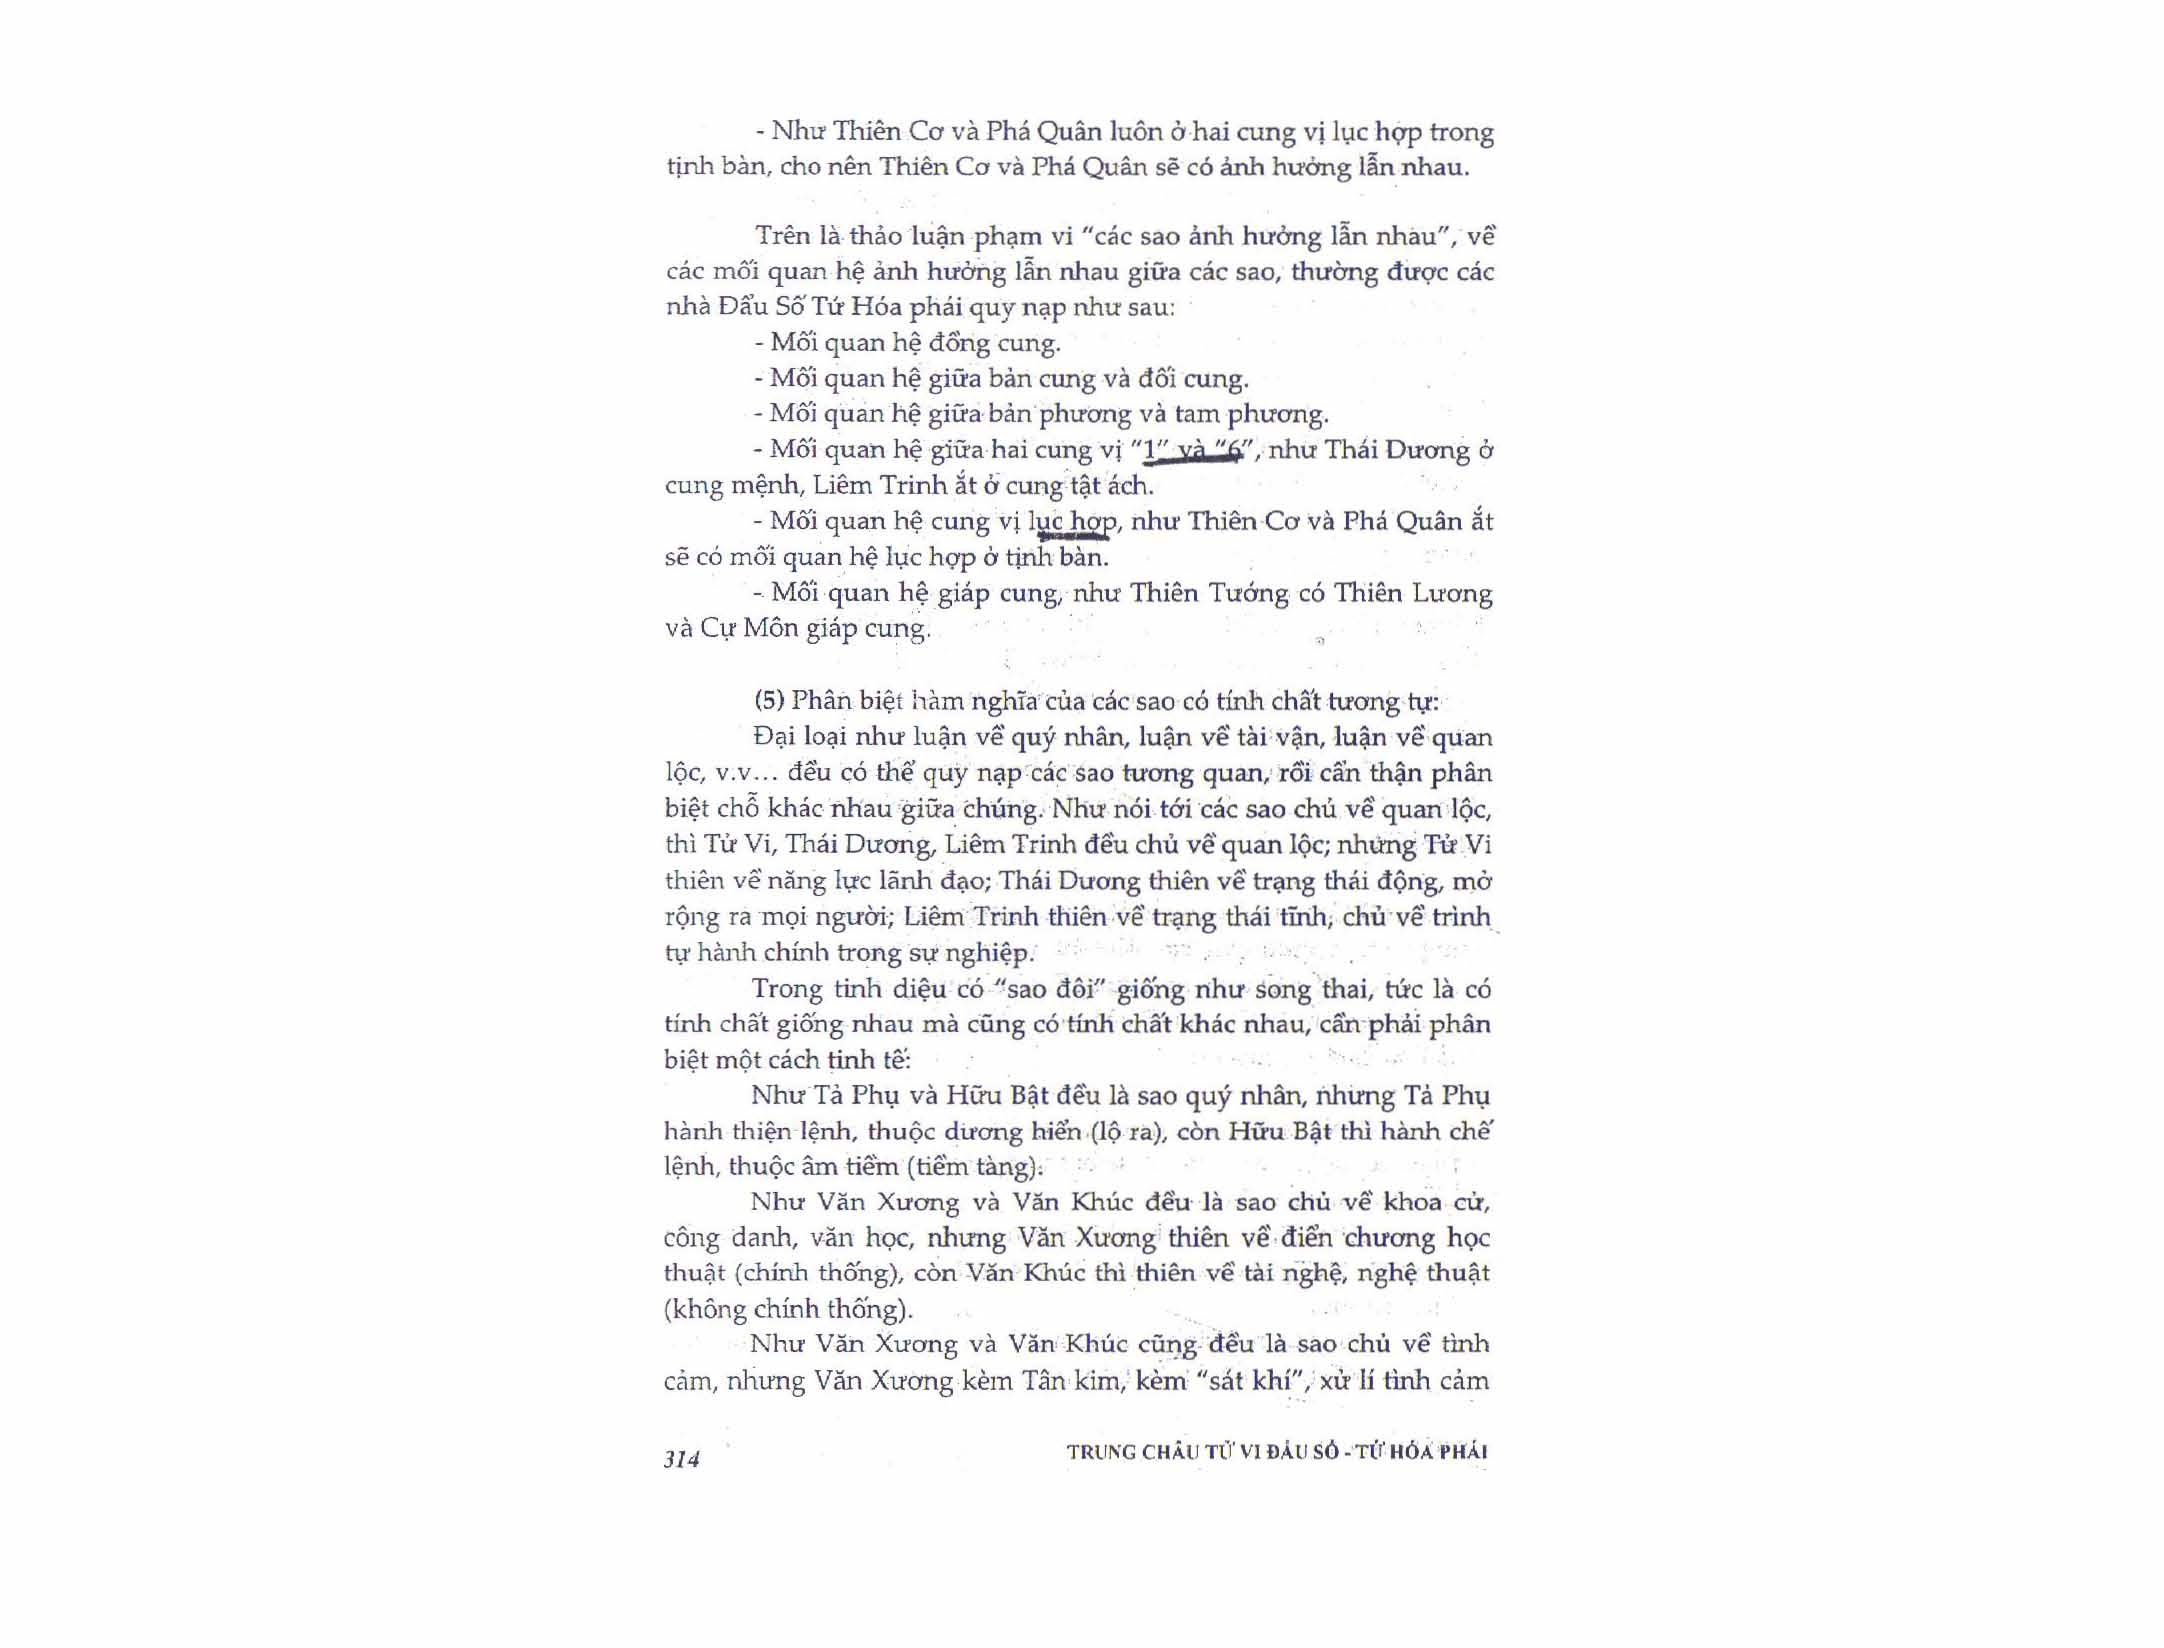 - Như Thiên Cơ và Phá Quân luôn ở hai cung vị lục hợp trong
tịnh bàn, cho nên Thiên Cơ và Phá Quân sẽ có ảnh hưởng lẫn nhau.
Trên là thảo luận phạm vi "các sao ảnh hưởng lẫn nhau", về
các mối quan hệ ảnh hưởng lẫn nhau giữa các sao, thường được các
nhà Đẩu Số Tứ Hóa phái quy nạp như sau:
- Mối quan hệ đồng cung.
- Mối quan hệ giữa bản cung và đối cung.
- Mối quan hệ giữa bản phương và tam phương.
- Mối quan hệ giữa hai cung vị "1" và "6", như Thái Dương ở
cung mệnh, Liêm Trinh ắt ở cung tật ách.
- Mối quan hệ cung vị lục hợp, như Thiên Cơ và Phá Quân ắt
sẽ có mối quan hệ lục hợp ở tịnh bàn.
- Mối quan hệ giáp cung, như Thiên Tướng có Thiên Lương
và Cự Môn giáp cung.
(5) Phân biệt hàm nghĩa của các sao có tính chất tương tự:
Đại loại như luận về quý nhân, luận về tài vận, luận về quan
lộc, v.v... đều có thể quy nạp các sao tương quan, rồi cẩn thận phân
biệt chỗ khác nhau giữa chúng. Như nói tới các sao chủ về quan lộc,
thì Tử Vi, Thái Dương, Liêm Trinh đều chủ về quan lộc; nhưng Tử Vi
thiên về năng lực lãnh đạo; Thái Dương thiên về trạng thái động, mở
rộng ra mọi người; Liêm Trinh thiên về trạng thái tĩnh, chủ về trình
tự hành chính trong sự nghiệp.
Trong tinh diệu có "sao đôi" giống như song thai, tức là có
tính chất giống nhau mà cũng có tính chất khác nhau, cần phải phân
biệt một cách tinh tế:
Như Tả Phụ và Hữu Bật đều là sao quý nhân, nhưng Tả Phụ
hành thiện lệnh, thuộc dương hiển (lộ ra), còn Hữu Bật thì hành chế
lệnh, thuộc âm tiềm (tiềm tàng).
Như Văn Xương và Văn Khúc đều là sao chủ về khoa cử,
công danh, văn học, nhưng Văn Xương thiên về điển chương học
thuật (chính thống), còn Văn Khúc thì thiên về tài nghệ, nghệ thuật
(không chính thống).
Như Văn Xương và Văn Khúc cũng đều là sao chủ về tình
cảm, nhưng Văn Xương kèm Tân kim, kèm "sát khí", xử lí tình cảm
314
TRUNG CHÂU TỬ VI ĐẨU SỐ - TỨ HÓA PHÁI